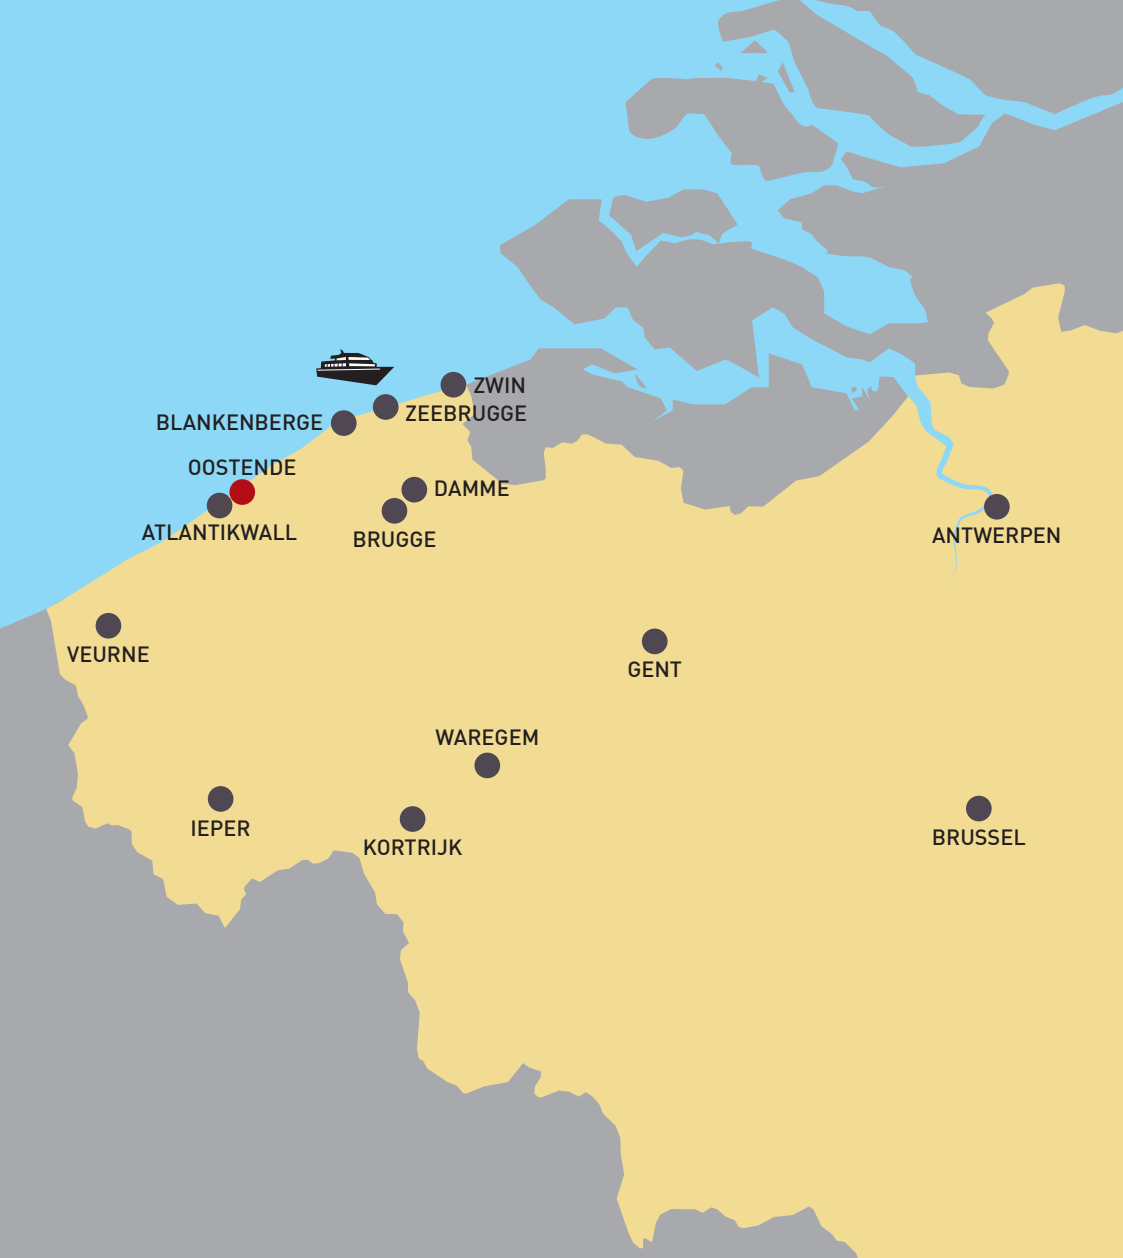 ZWIN
ZEEBRUGGE
BLANKENBERGE
OOSTENDE
DAMME
ATLANTIKWALL
BRUGGE
ANTWERPEN
VEURNE
GENT
WAREGEM
IEPER
KORTRIJK
BRUSSEL